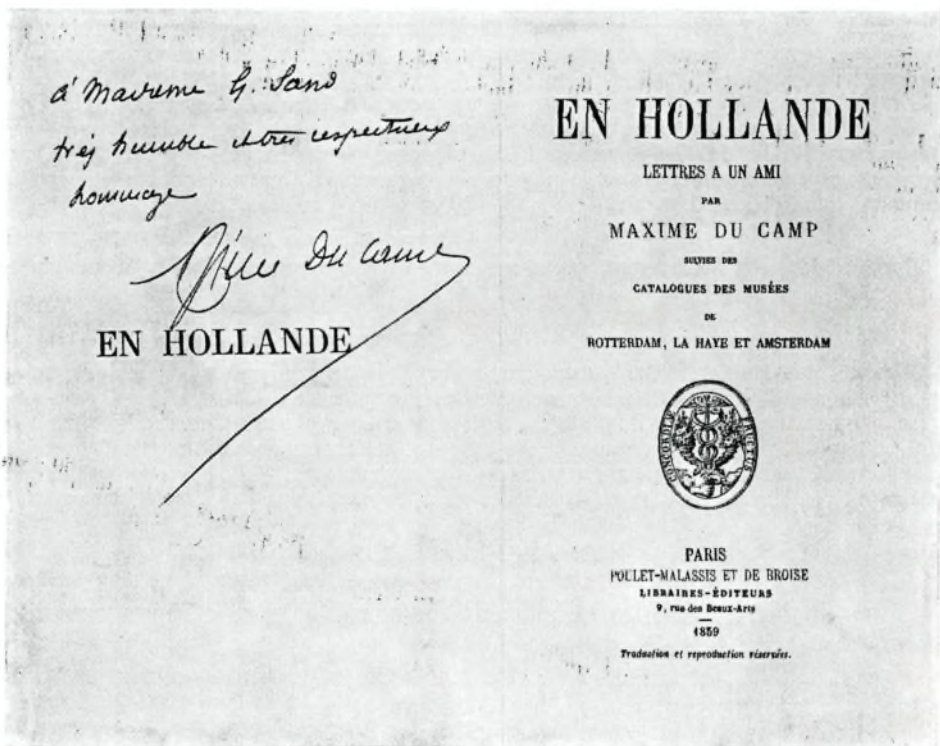 à Madame G. Sand
très humble et très respectueux
hommage
Maxime Du Camp
EN HOLLANDE
EN HOLLANDE
LETTRES A UN AMI
PAR
MAXIME DU CAMP
SUIVIES DES
CATALOGUES DES MUSÉES
DE
ROTTERDAM, LA HAYE ET AMSTERDAM
CONCORDIÆ FRUCTUS
PARIS
POULET-MALASSIS ET DE BROISE
LIBRAIRES-ÉDITEURS
9, rue des Beaux-Arts
1859
Traduction et reproduction réservées.